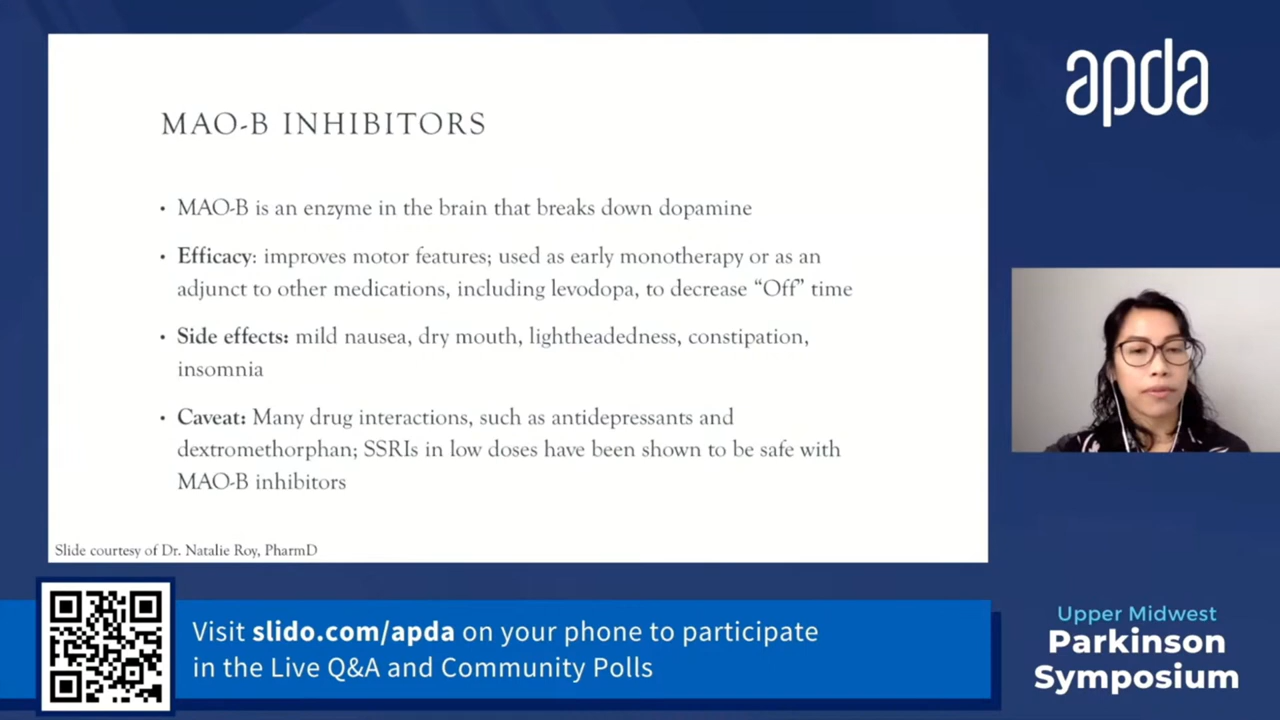 MAO-B INHIBITORS
• MAO-B is an enzyme in the brain that breaks down dopamine
• Efficacy: improves motor features; used as early monotherapy or as an
adjunct to other medications, including levodopa, to decrease “Off” time
• Side effects: mild nausea, dry mouth, lightheadedness, constipation,
insomnia
• Caveat: Many drug interactions, such as antidepressants and
dextromethorphan; SSRIs in low doses have been shown to be safe with
MAO-B inhibitors
Slide courtesy of Dr. Natalie Roy, PharmD
apda
Visit slido.com/apda on your phone to participate
in the Live Q&A and Community Polls
Upper Midwest
Parkinson
Symposium